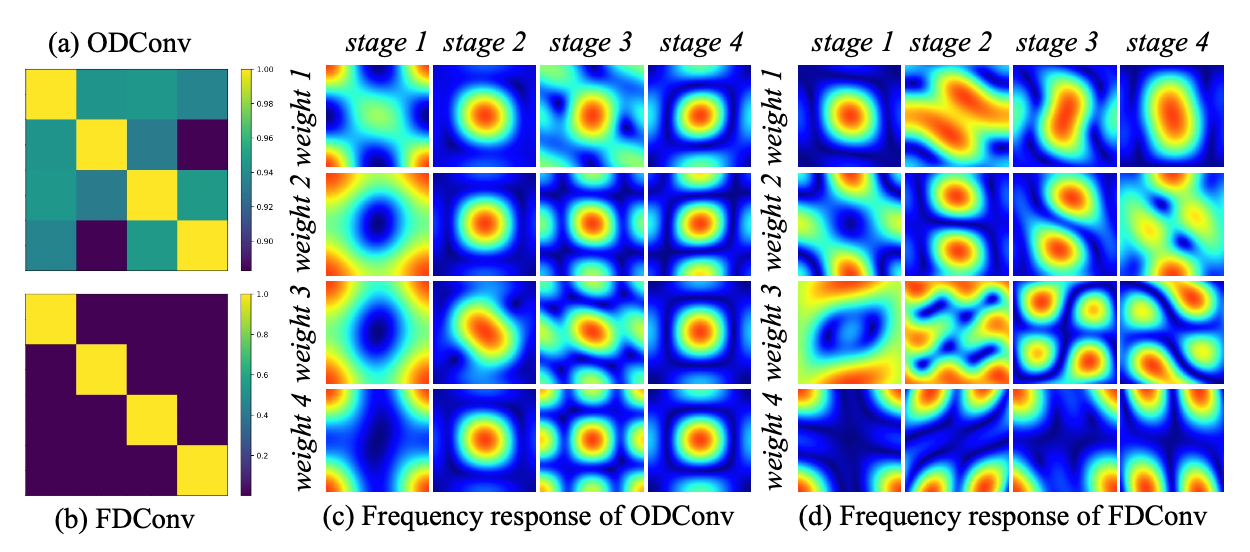 (a) ODConv
1.00
0.98
0.96
0.94
0.92
0.90
(b) FDConv
1.0
0.8
0.6
0.4
0.2
stage 1 stage 2 stage 3 stage 4
weight 1
weight 2
weight 3
weight 4
(c) Frequency response of ODConv
stage 1 stage 2 stage 3 stage 4
weight 1
weight 2
weight 3
weight 4
(d) Frequency response of FDConv